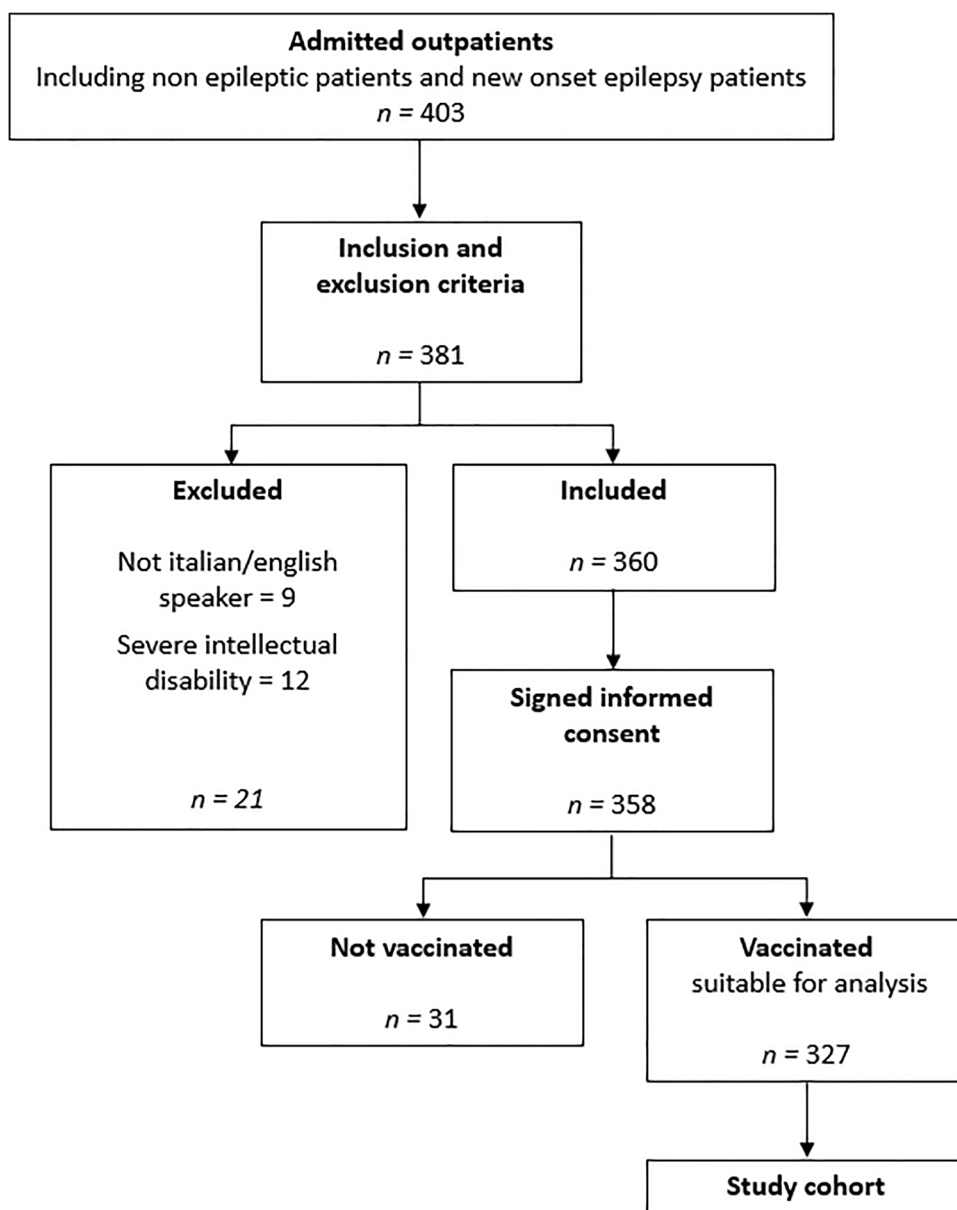 Admitted outpatients
Including non epileptic patients and new onset epilepsy patients
n = 403
Inclusion and
exclusion criteria
n = 381
Excluded
Not italian/english
speaker = 9
Severe intellectual
disability = 12
n = 21
Included
n = 360
Signed informed
consent
n = 358
Not vaccinated
n = 31
Vaccinated
suitable for analysis
n = 327
Study cohort